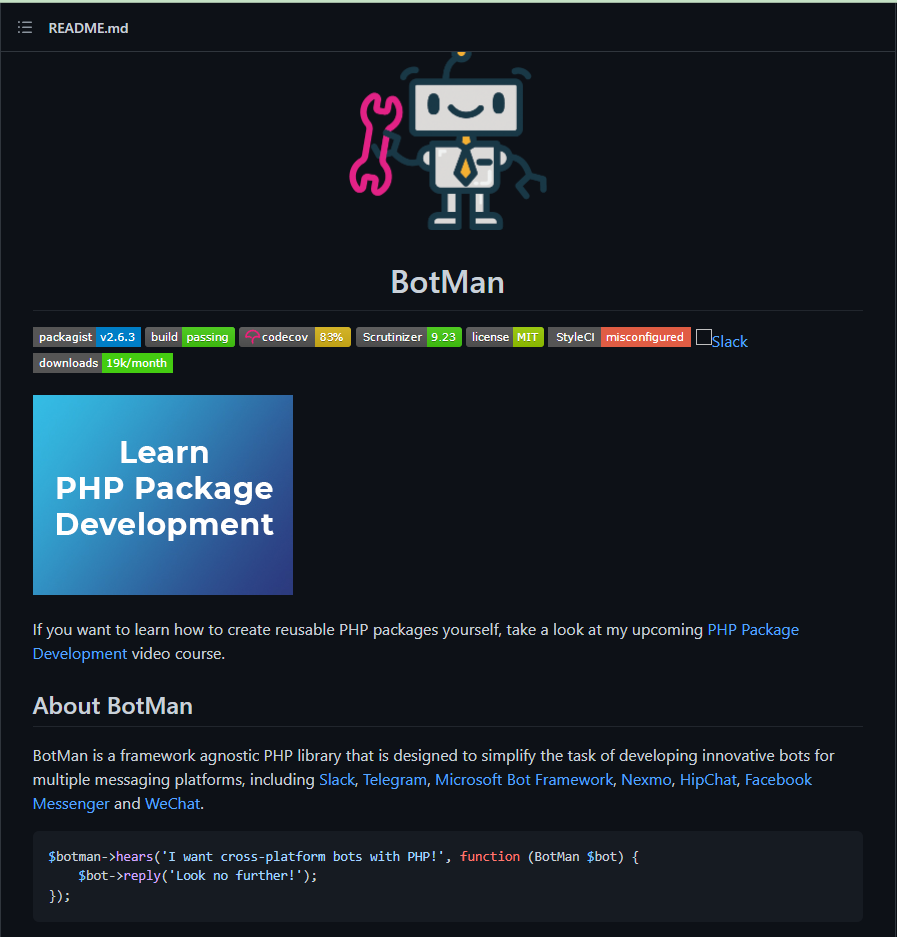 README.md
BotMan
packagist v2.6.3 build passing codecov 83% Scrutinizer 9.23 license MIT StyleCI misconfigured Slack
downloads 19k/month
Learn
PHP Package
Development
If you want to learn how to create reusable PHP packages yourself, take a look at my upcoming PHP Package
Development video course.
About BotMan
BotMan is a framework agnostic PHP library that is designed to simplify the task of developing innovative bots for
multiple messaging platforms, including Slack, Telegram, Microsoft Bot Framework, Nexmo, HipChat, Facebook
Messenger and WeChat.
$botman->hears('I want cross-platform bots with PHP!', function (BotMan $bot) {
    $bot->reply('Look no further!');
});